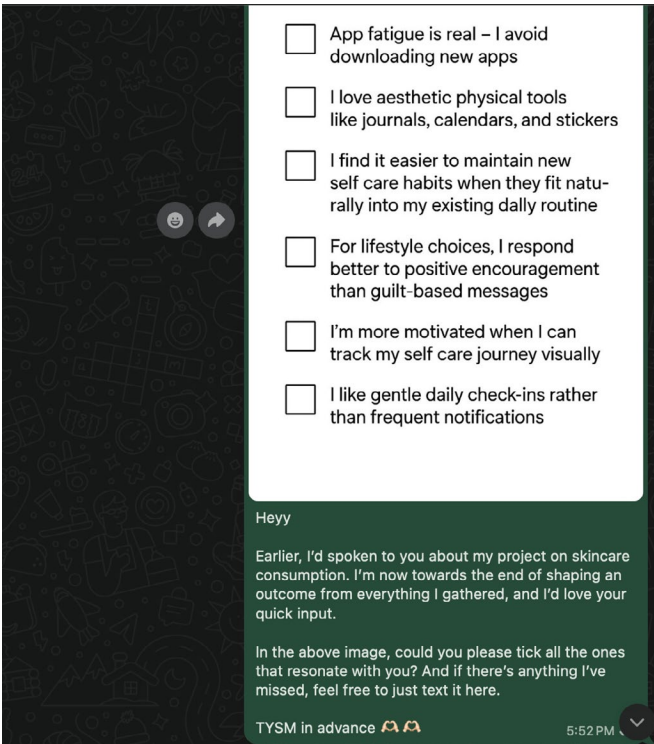 App fatigue is real – I avoid
downloading new apps
I love aesthetic physical tools
like journals, calendars, and stickers
I find it easier to maintain new
self care habits when they fit natu-
rally into my existing dally routine
For lifestyle choices, I respond
better to positive encouragement
than guilt-based messages
I'm more motivated when I can
track my self care journey visually
I like gentle daily check-ins rather
than frequent notifications
Heyy
Earlier, I'd spoken to you about my project on skincare
consumption. I'm now towards the end of shaping an
outcome from everything I gathered, and I'd love your
quick input.
In the above image, could you please tick all the ones
that resonate with you? And if there's anything I've
missed, feel free to just text it here.
TYSM in advance 🫶🏻 🫶🏻
5:52 PM